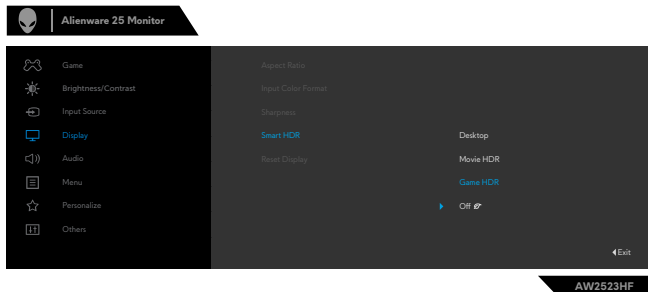 Alienware 25 Monitor
Game
Aspect Ratio
Brightness/Contrast
Input Color Format
Input Source
Sharpness
Display
Smart HDR
Desktop
Audio
Reset Display
Movie HDR
Menu
Game HDR
Personalize
Off
Others
Exit
AW2523HF